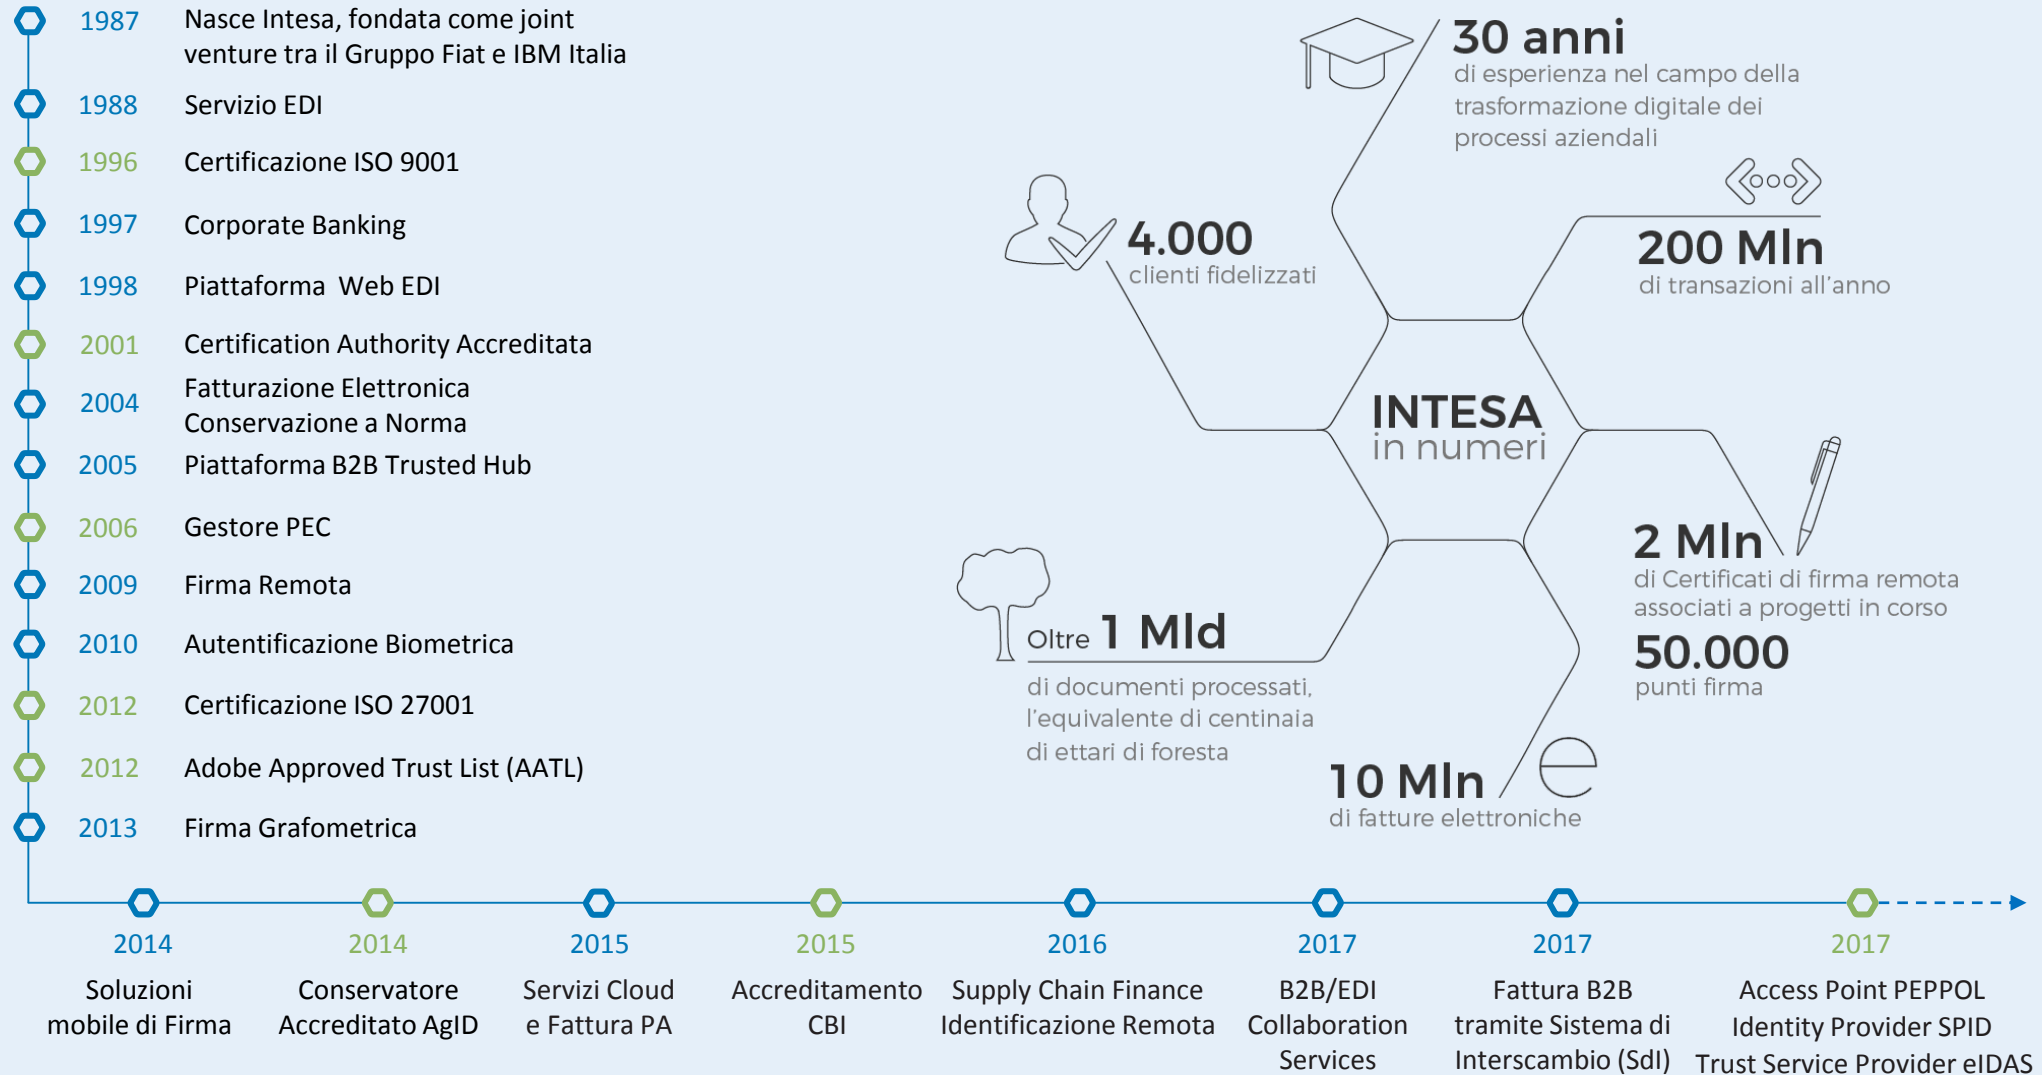 1987
Nasce Intesa, fondata come joint
venture tra il Gruppo Fiat e IBM Italia
1988
Servizio EDI
1996
Certificazione ISO 9001
1997
Corporate Banking
1998
Piattaforma Web EDI
2001
Certification Authority Accreditata
2004
Fatturazione Elettronica
Conservazione a Norma
2005
Piattaforma B2B Trusted Hub
2006
Gestore PEC
2009
Firma Remota
2010
Autentificazione Biometrica
2012
Certificazione ISO 27001
2012
Adobe Approved Trust List (AATL)
2013
Firma Grafometrica
2014
Soluzioni
mobile di Firma
2014
Conservatore
Accreditato AgID
2015
Servizi Cloud
e Fattura PA
2015
Accreditamento
CBI
2016
Supply Chain Finance
Identificazione Remota
2017
B2B/EDI
Collaboration
Services
2017
Fattura B2B
tramite Sistema di
Interscambio (SdI)
2017
Access Point PEPPOL
Identity Provider SPID
Trust Service Provider eIDAS
30 anni
di esperienza nel campo della
trasformazione digitale dei
processi aziendali
4.000
clienti fidelizzati
200 Mln
di transazioni all'anno
INTESA
in numeri
2 Mln
di Certificati di firma remota
associati a progetti in corso
50.000
punti firma
Oltre 1 Mld
di documenti processati,
l'equivalente di centinaia
di ettari di foresta
10 Mln
di fatture elettroniche
e